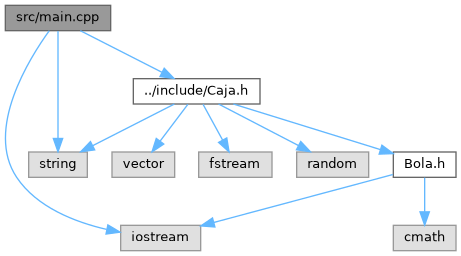 src/main.cpp
../include/Caja.h
string
vector
fstream
random
Bola.h
iostream
cmath